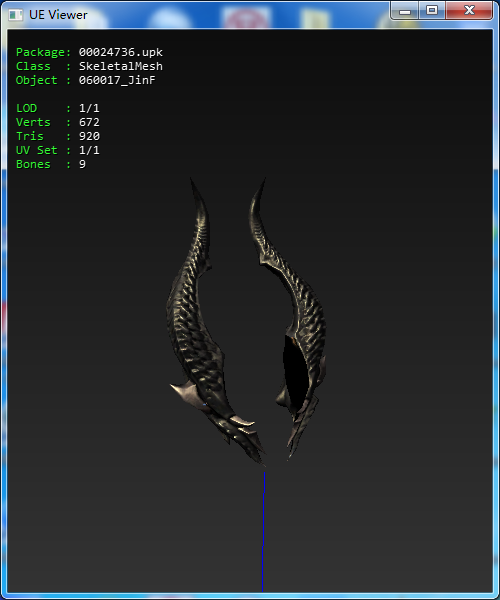 UE Viewer
Package: 00024736.upk
Class : SkeletalMesh
Object : 060017_JinF
LOD : 1/1
Verts : 672
Tris : 920
UV Set : 1/1
Bones : 9